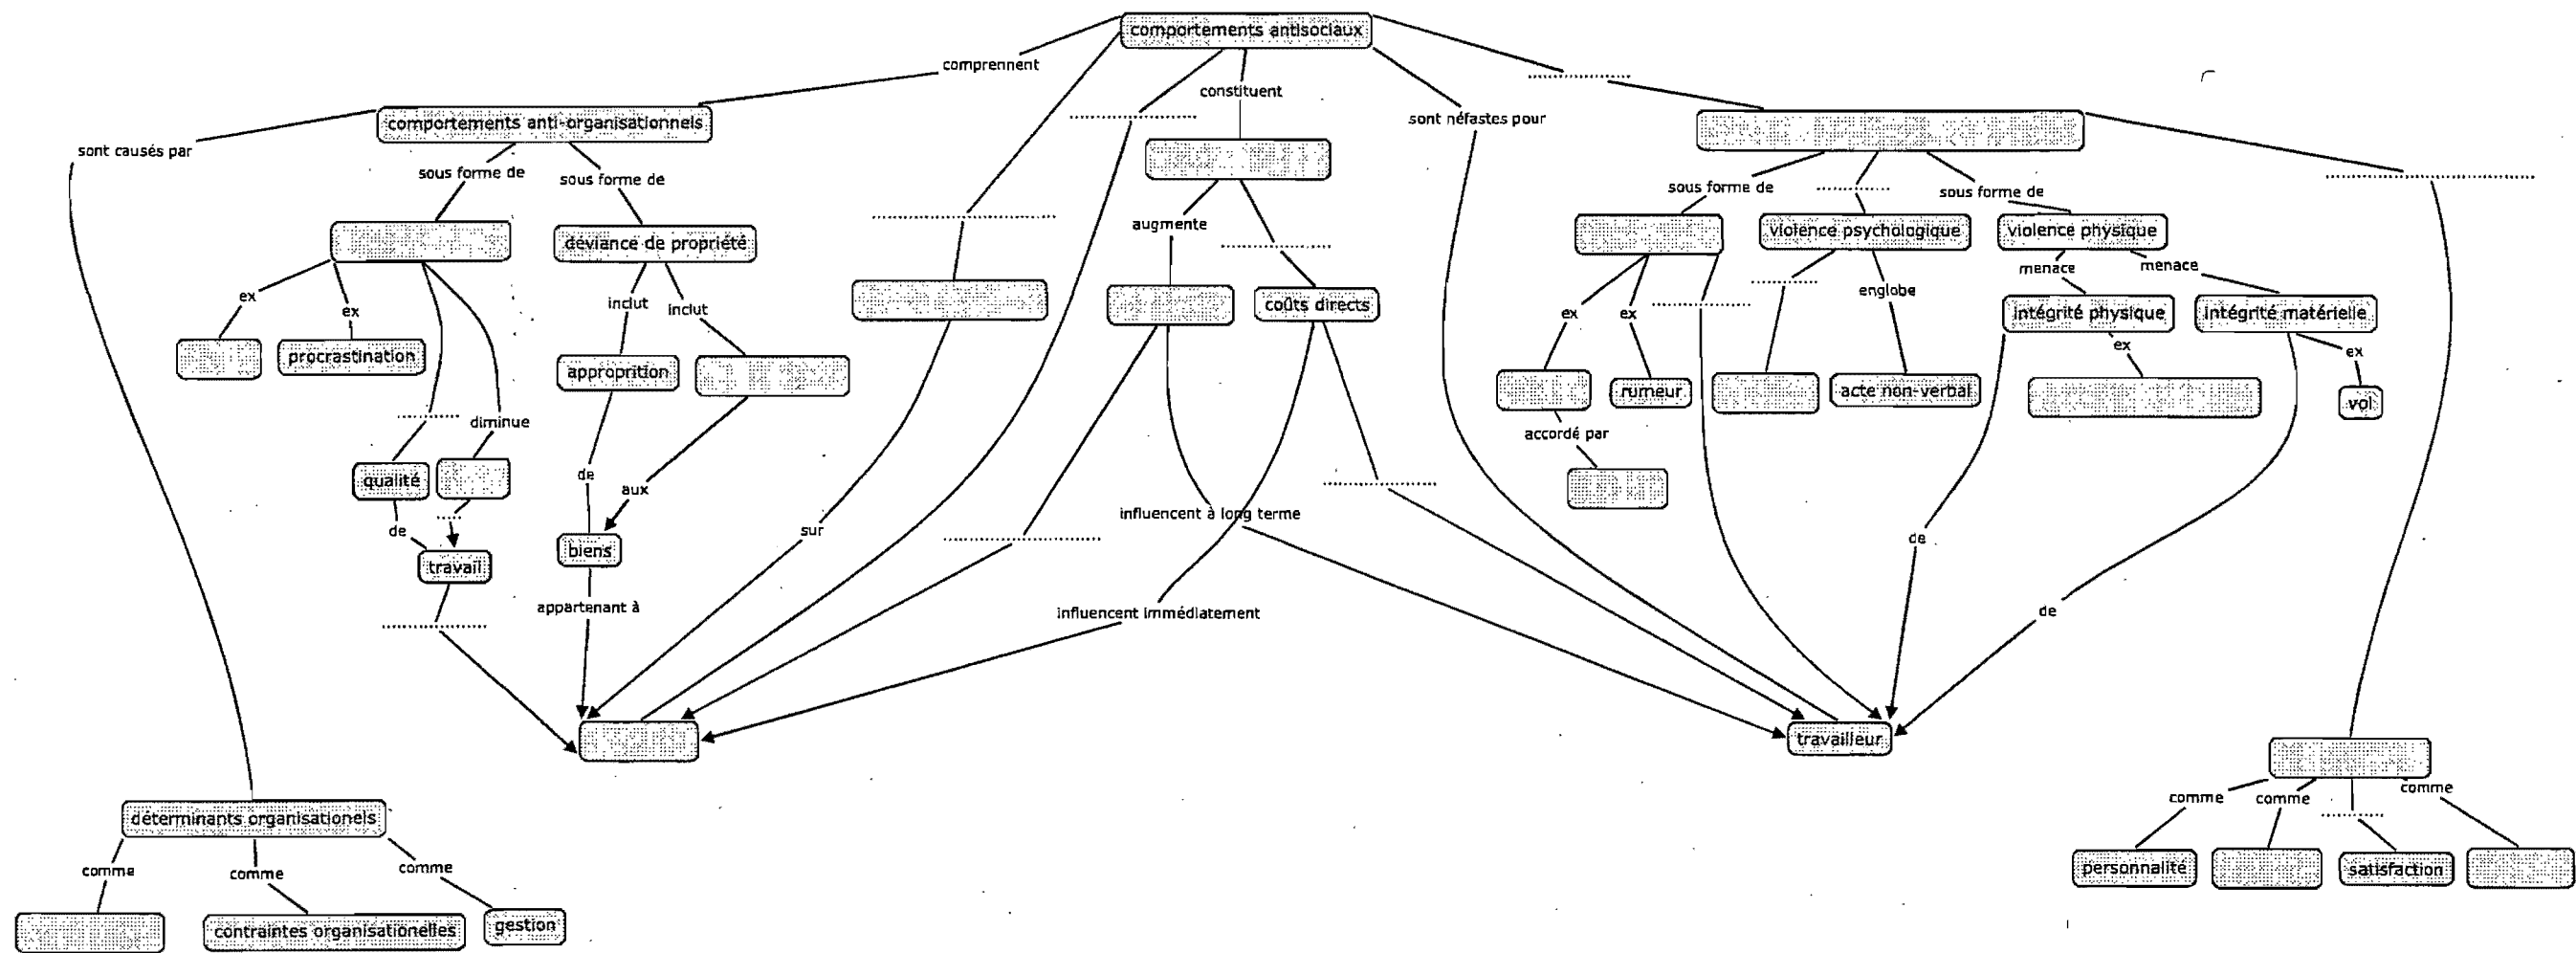 comportements antisociaux
comprennent
constituent
sont néfastes pour
comportements anti-organisationnels
sont causés par
sous forme de
sous forme de
sous forme de
sous forme de
déviance de propriété
augmente
violence psychologique
violence physique
menace
menace
ex
ex
inclut
inclut
coûts directs
englobe
intégrité physique
intégrité matérielle
ex
ex
ex
ex
procrastination
approprition
rumeur
acte non-verbal
vol
diminue
accordé par
qualité
de
aux
de
sur
influencent à long terme
de
biens
travail
appartenant à
influencent immédiatement
de
travailleur
déterminants organisationels
comme
comme
comme
comme
comme
comme
personnalité
satisfaction
contraintes organisationelles
gestion